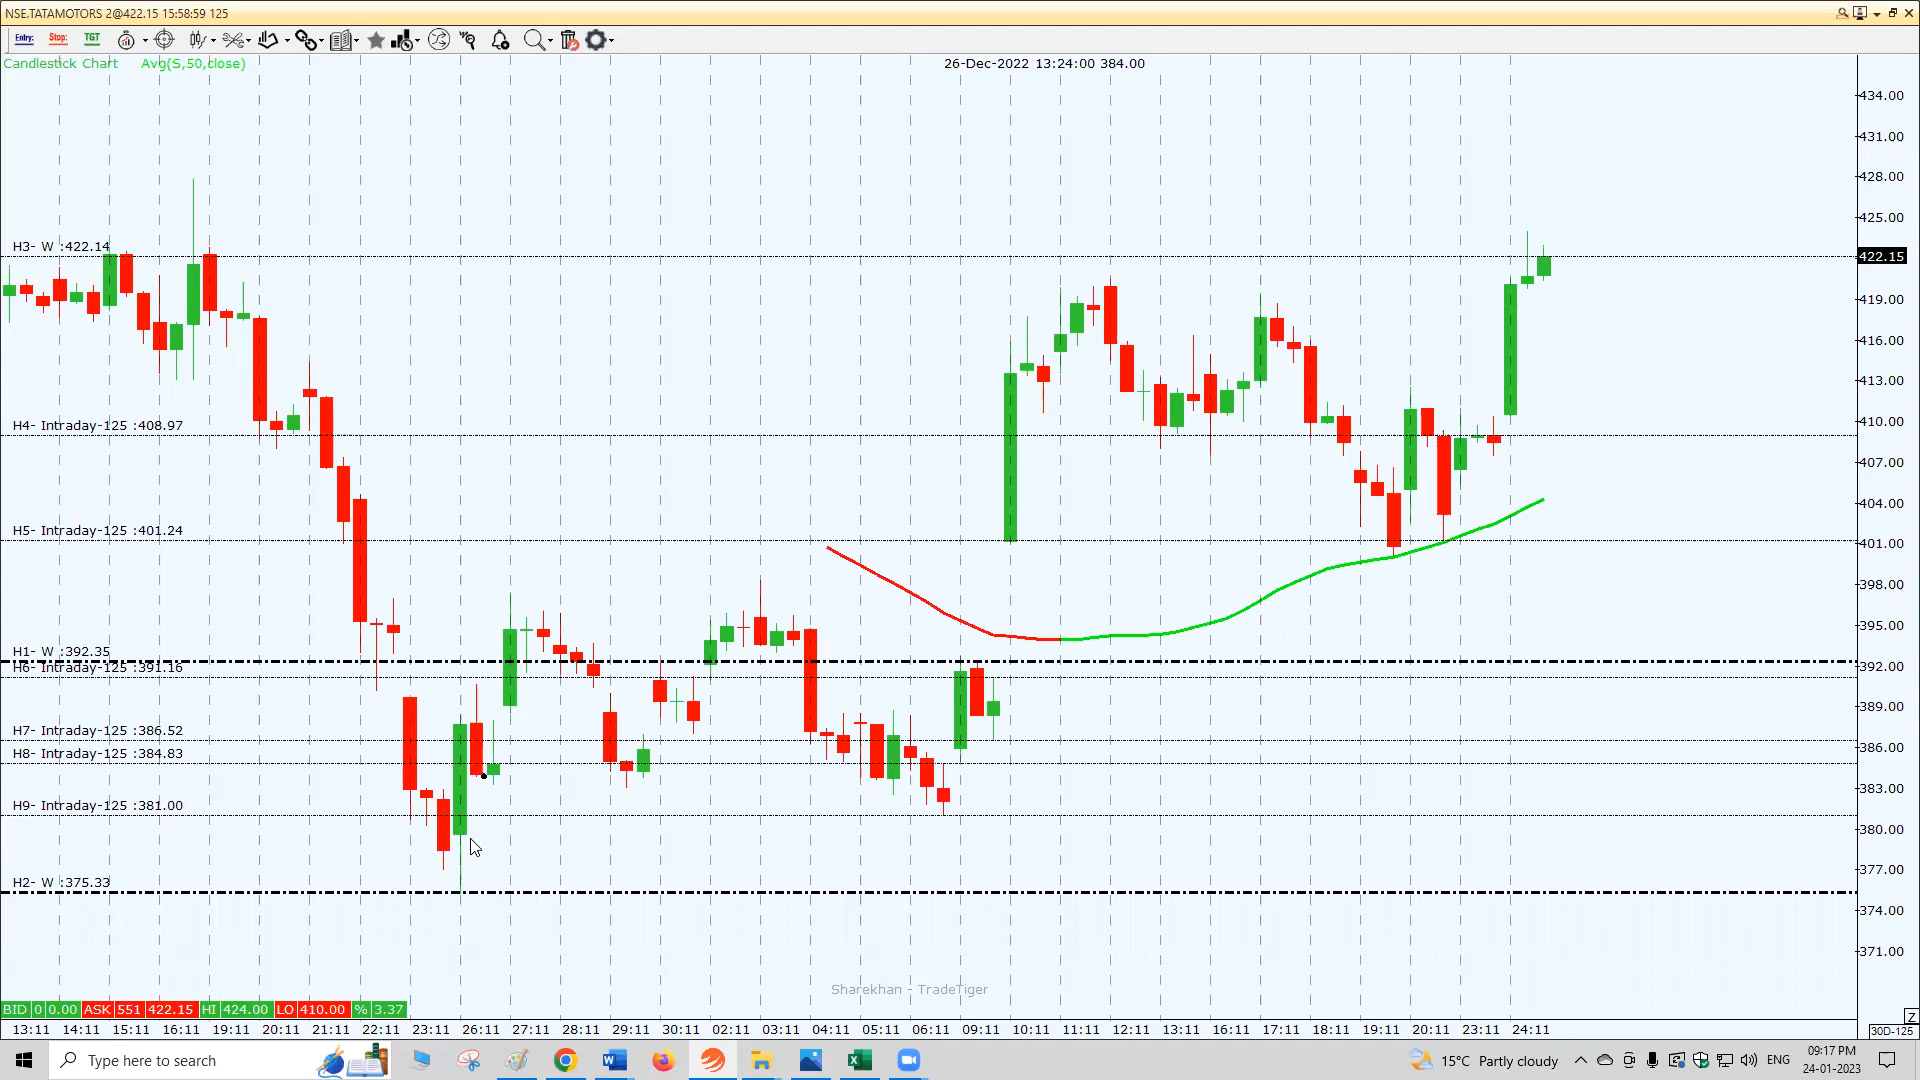 NSE.TATAMOTORS 2@422.15 15:58:59 125
Entry: Stop: TGT
Candlestick Chart Avg(S,50,close) 26-Dec-2022 13:24:00 384.00
434.00
431.00
428.00
425.00
H3- W :422.14
422.15
419.00
416.00
413.00
H4- Intraday-125 :408.97
410.00
407.00
404.00
H5- Intraday-125 :401.24
401.00
398.00
395.00
H1- W :392.35
H6- Intraday-125 :391.16
392.00
389.00
H7- Intraday-125 :386.52
386.00
H8- Intraday-125 :384.83
383.00
H9- Intraday-125 :381.00
380.00
377.00
H2- W :375.33
374.00
371.00
Sharekhan - TradeTiger
BID 0 0.00 ASK 551 422.15 HI 424.00 LO 410.00 % 3.37
Z
13:11 14:11 15:11 16:11 19:11 20:11 21:11 22:11 23:11 26:11 27:11 28:11 29:11 30:11 02:11 03:11 04:11 05:11 06:11 09:11 10:11 11:11 12:11 13:11 16:11 17:11 18:11 19:11 20:11 23:11 24:11 30D-125
Type here to search 15°C Partly cloudy ENG 09:17 PM
24-01-2023